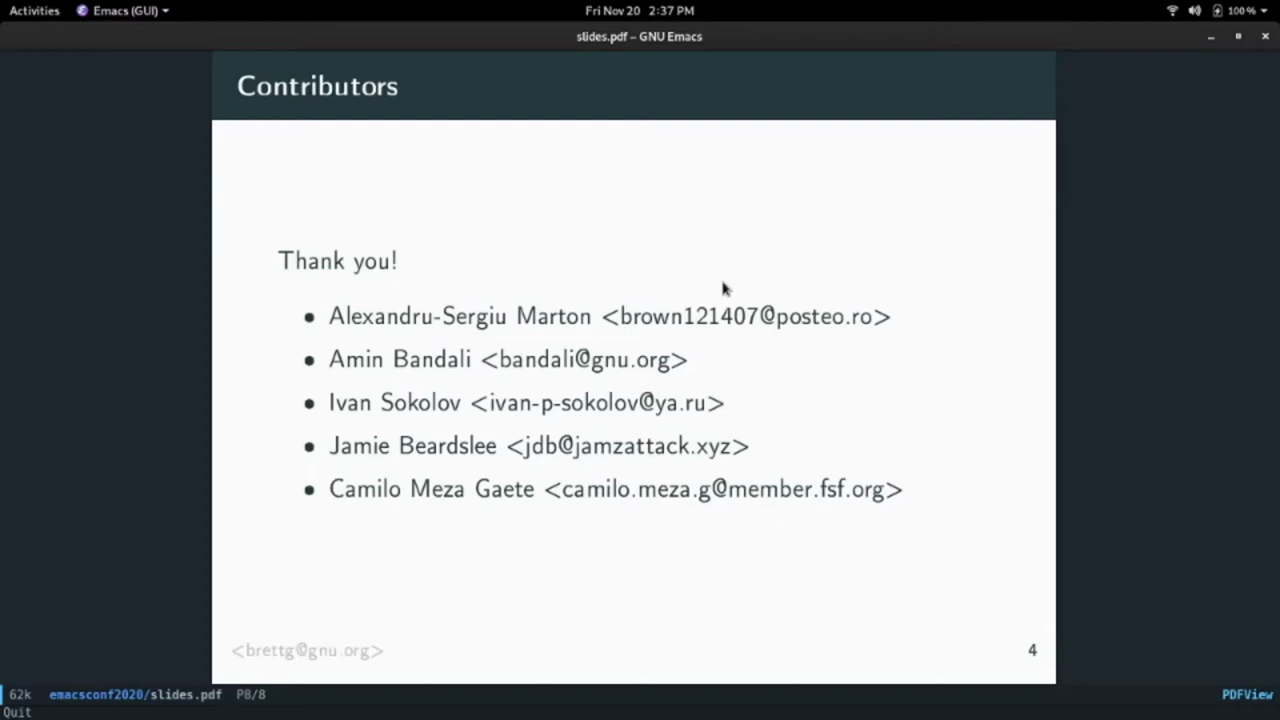 Activities Emacs (GUI) Fri Nov 20 2:37 PM 100 %
slides.pdf – GNU Emacs
Contributors
Thank you!
• Alexandru-Sergiu Marton <brown121407@posteo.ro>
• Amin Bandali <bandali@gnu.org>
• Ivan Sokolov <ivan-p-sokolov@ya.ru>
• Jamie Beardslee <jdb@jamzattack.xyz>
• Camilo Meza Gaete <camilo.meza.g@member.fsf.org>
<brettg@gnu.org> 4
62k emacsconf2020/slides.pdf P8/8 PDFView
Quit